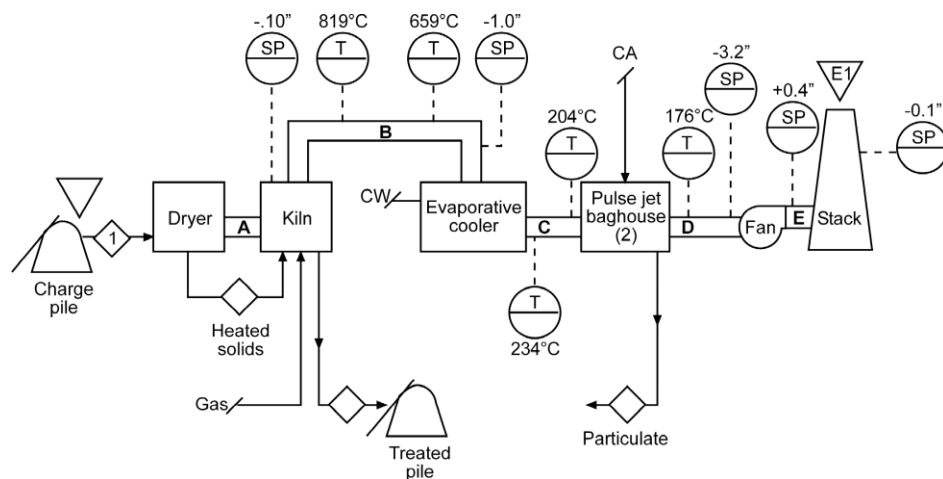 -.10”
819°C
659°C
-1.0”
SP
T
T
SP
CA
-3.2”
SP
E1
+0.4”
SP
-0.1”
SP
204°C
T
176°C
T
B
Dryer
A
Kiln
CW
Evaporative
cooler
C
Pulse jet
baghouse
(2)
D
Fan
E
Stack
1
Charge
pile
Heated
solids
T
234°C
Gas
Treated
pile
Particulate